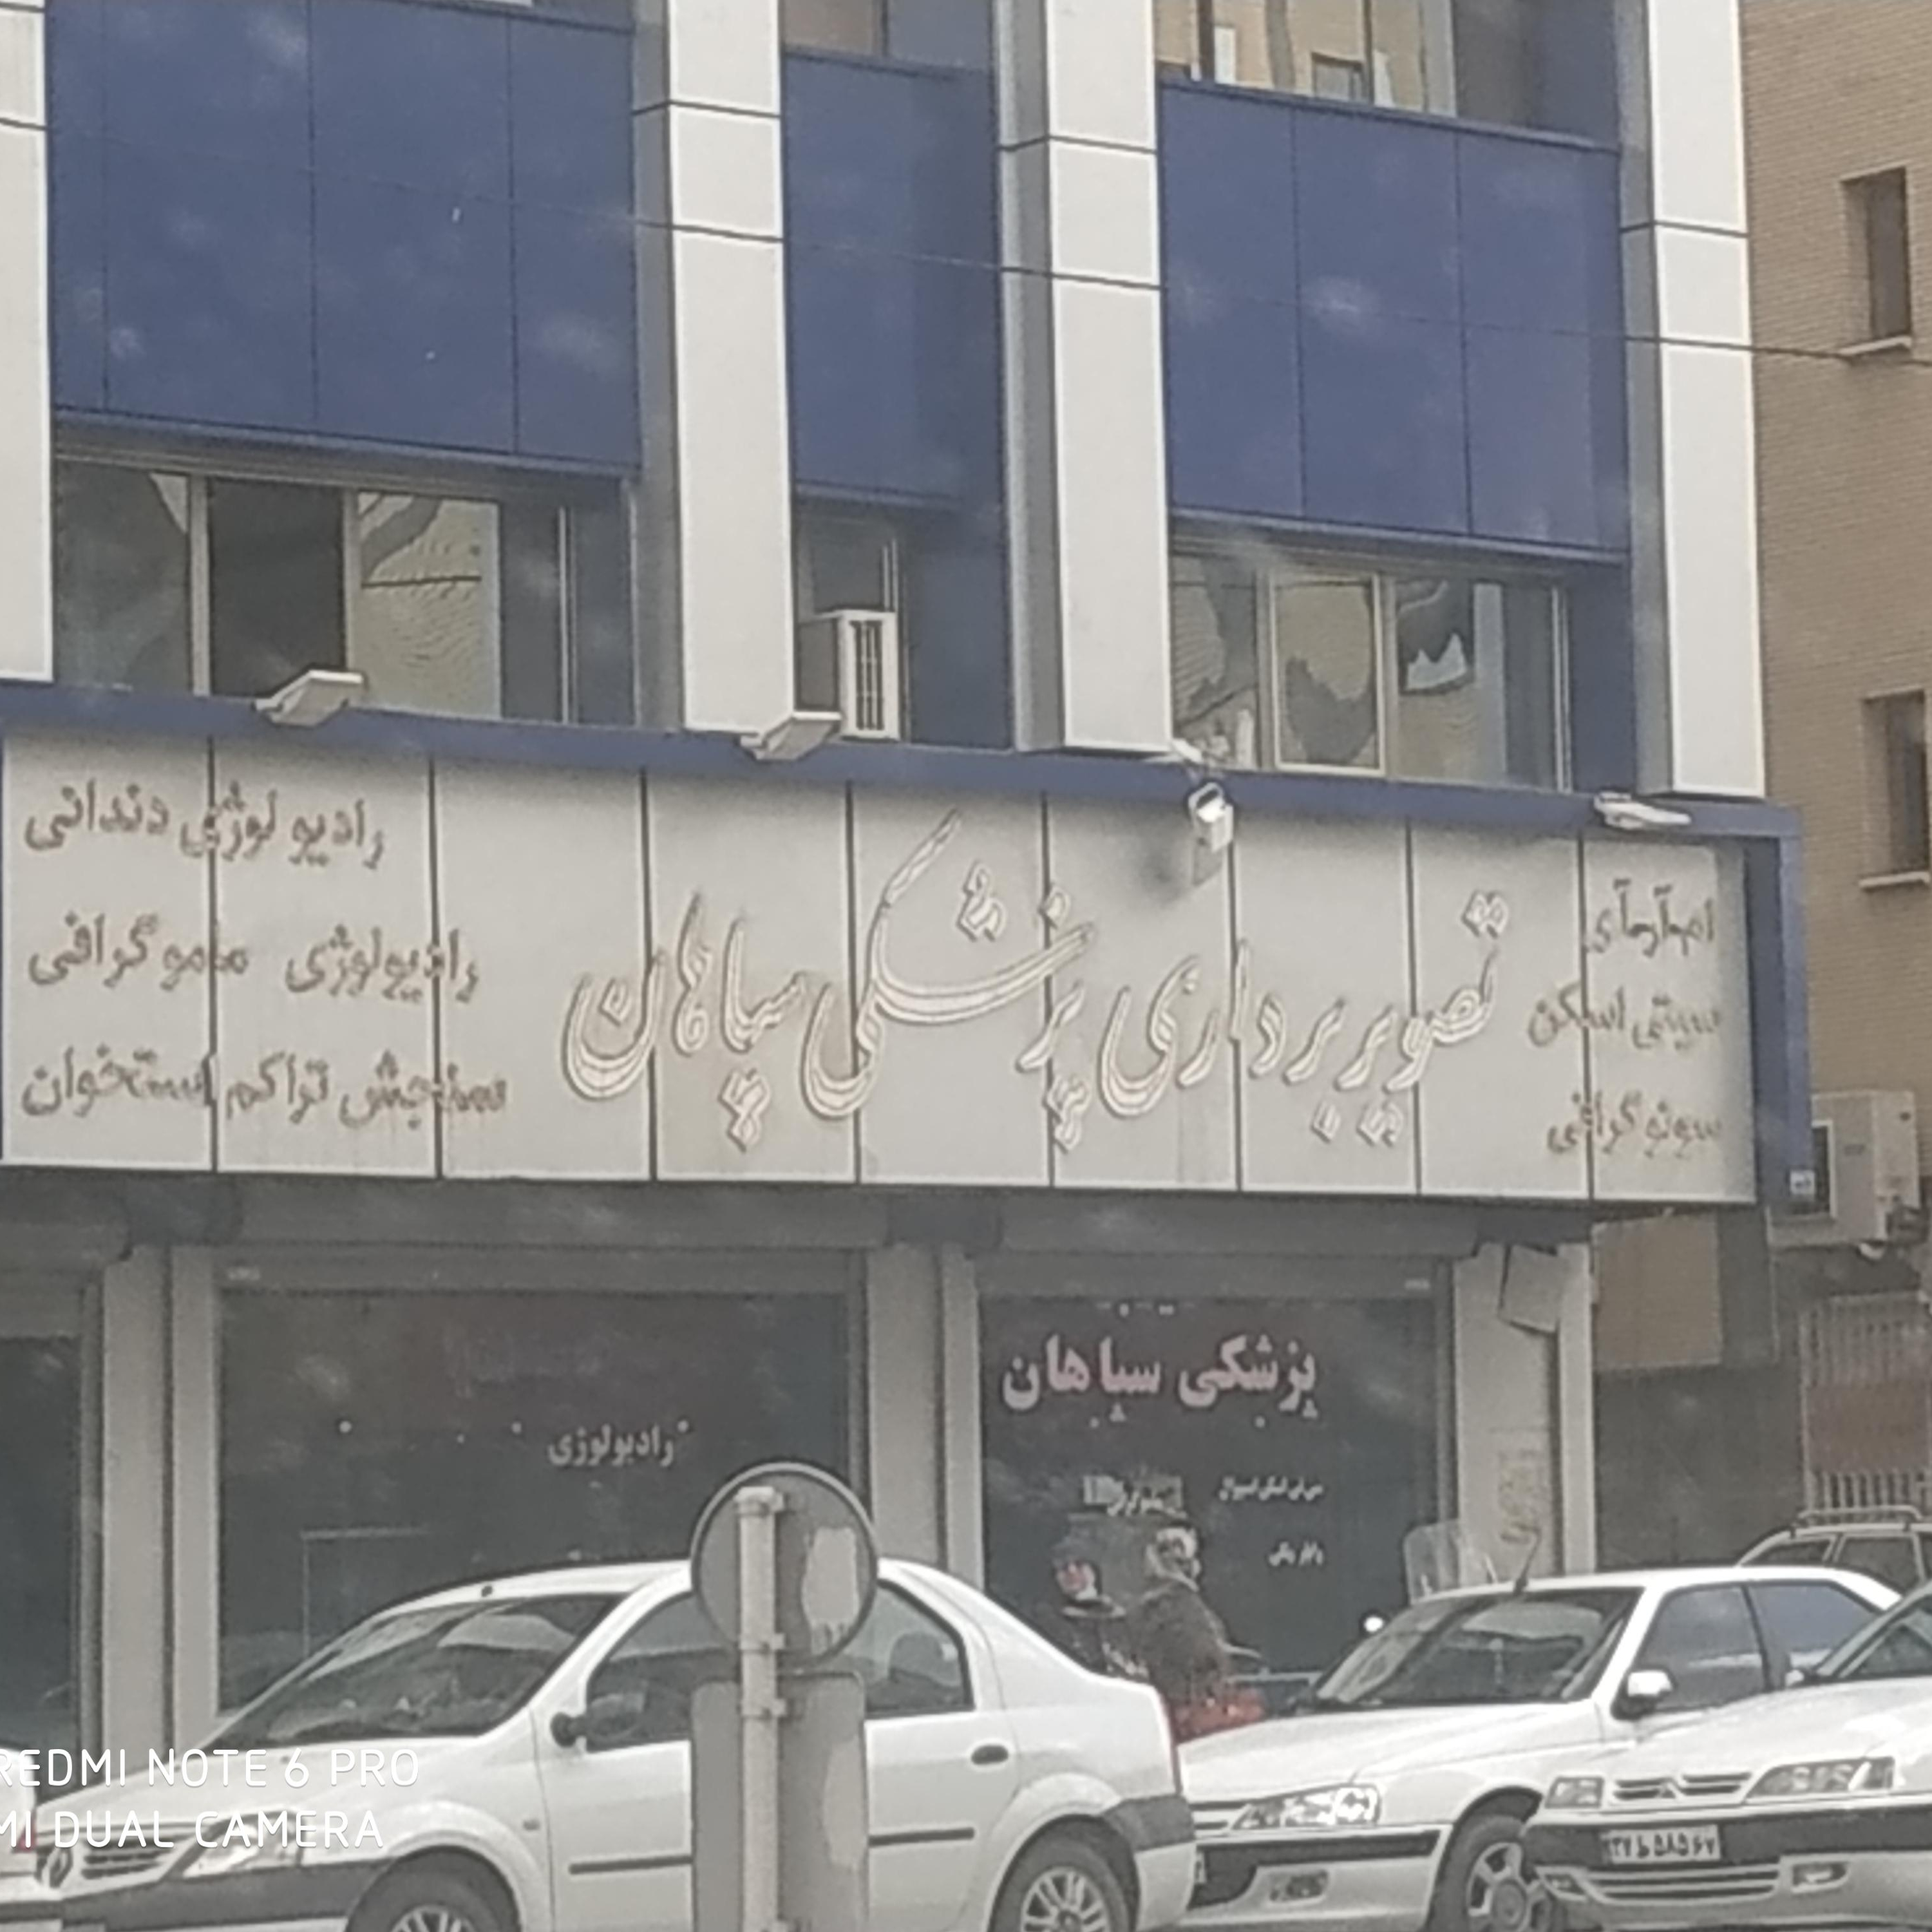 ام‌آر‌آی
سی‌تی اسکن
سونوگرافی
تصویربرداری پزشکی سپاهان
رادیولوژی دندانی
رادیولوژی ماموگرافی
سنجش تراکم استخوان
پزشکی سپاهان
رادیولوژی
REDMI NOTE 6 PRO
MI DUAL CAMERA